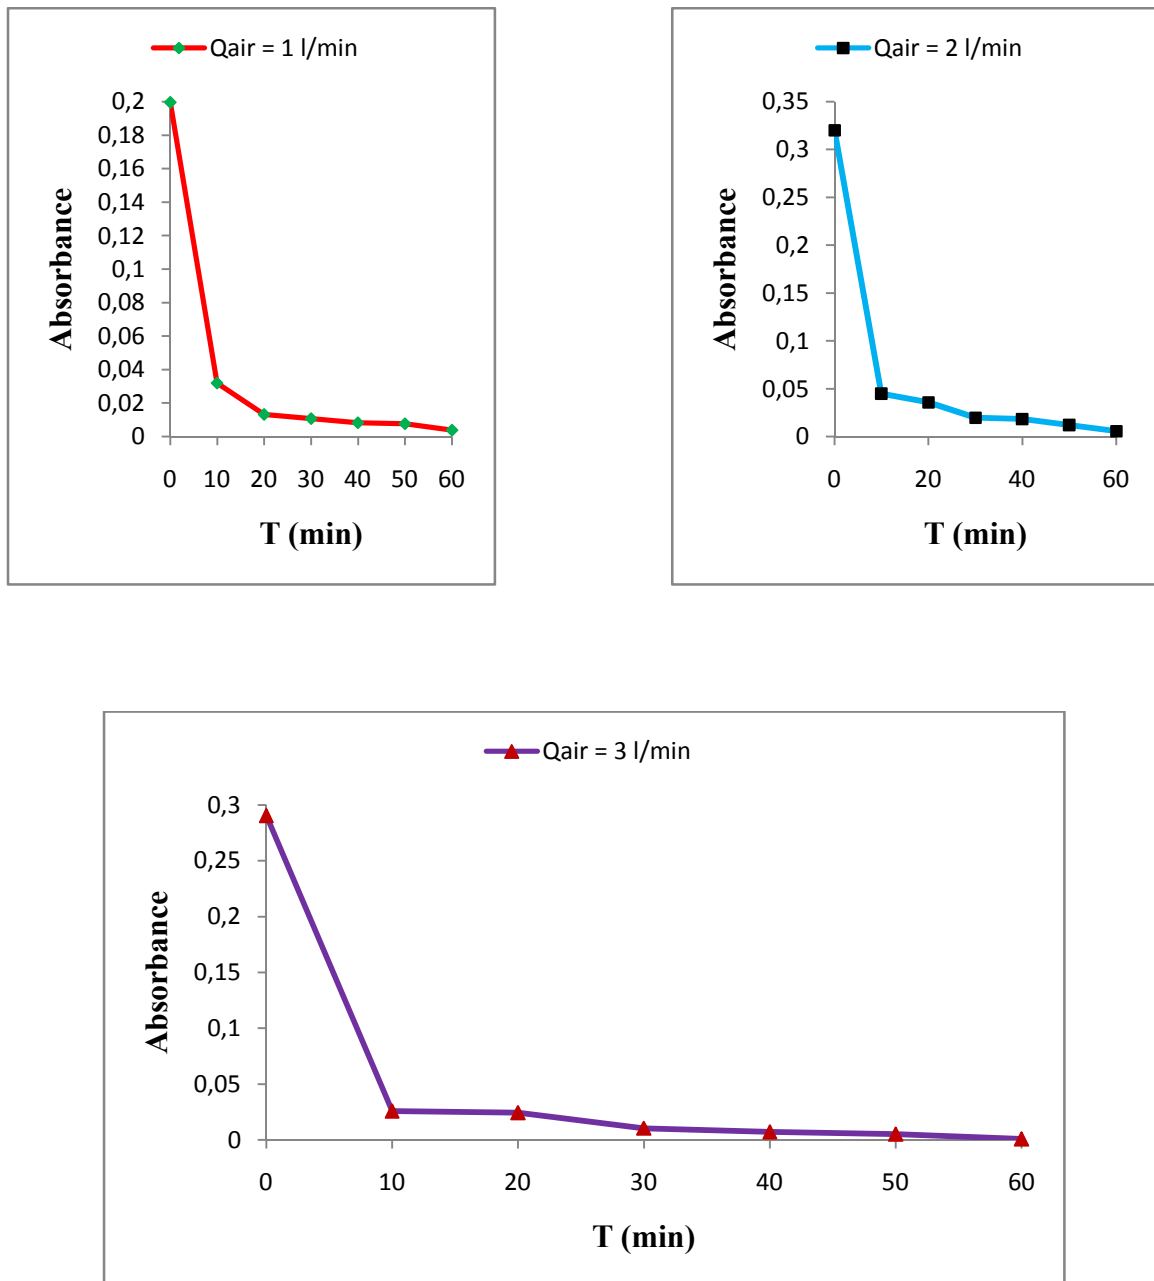 Qair = 1 l/min
0,2
0,18
0,16
0,14
0,12
0,1
0,08
0,06
0,04
0,02
0
Absorbance
0 10 20 30 40 50 60
T (min)
Qair = 2 l/min
0,35
0,3
0,25
0,2
0,15
0,1
0,05
0
Absorbance
0 20 40 60
T (min)
Qair = 3 l/min
0,3
0,25
0,2
0,15
0,1
0,05
0
Absorbance
0 10 20 30 40 50 60
T (min)